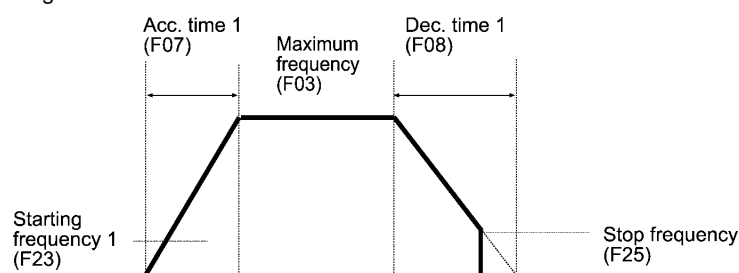 Acc. time 1
(F07)
Maximum
frequency
(F03)
Dec. time 1
(F08)
Starting
frequency 1
(F23)
Stop frequency
(F25)